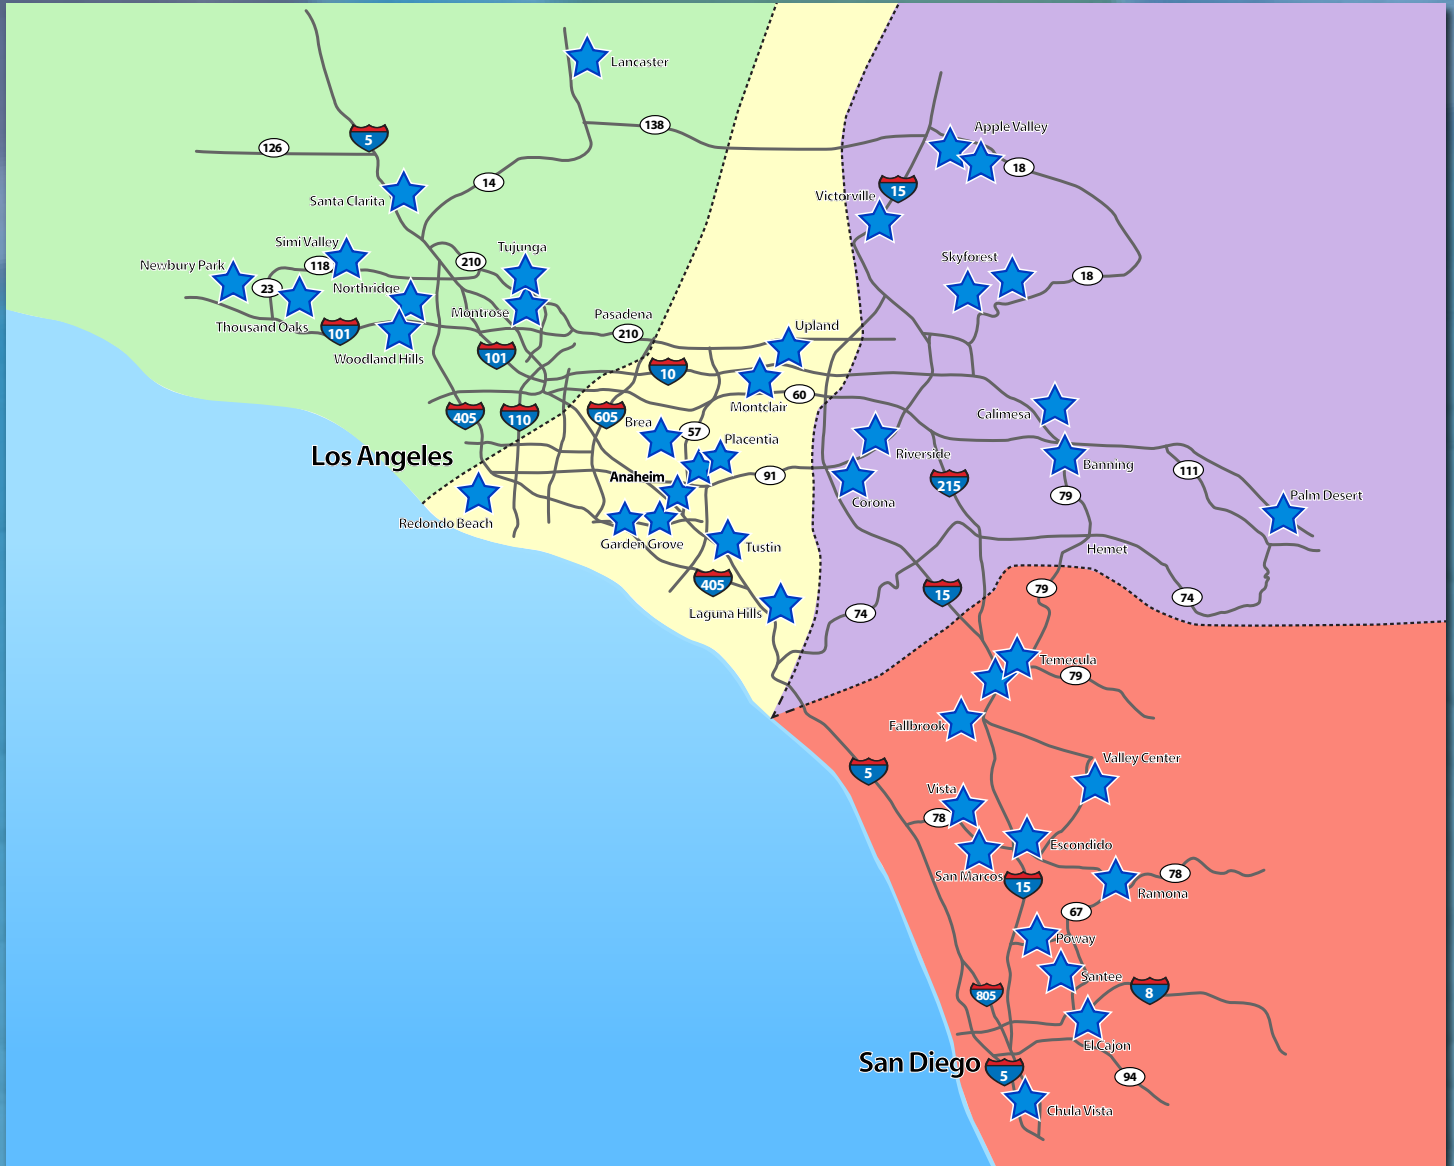 Lancaster
138
Apple Valley
5
126
18
14
15
Santa Clarita
Victorville
Simi Valley
Tujunga
Skyforest
Newbury Park
118
210
18
23
Northridge
Montrose
Pasadena
Thousand Oaks
101
210
Upland
Woodland Hills
101
10
Montclair
60
405
110
605
Brea
57
Calimesa
Placentia
Los Angeles
Riverside
Banning
111
Anaheim
91
215
Corona
79
Palm Desert
Redondo Beach
Garden Grove
Tustin
Hemet
405
15
79
74
Laguna Hills
74
Temecula
79
Fallbrook
5
Valley Center
Vista
78
Escondido
San Marcos
15
78
Ramona
67
Poway
Santee
805
8
El Cajon
San Diego
5
94
Chula Vista